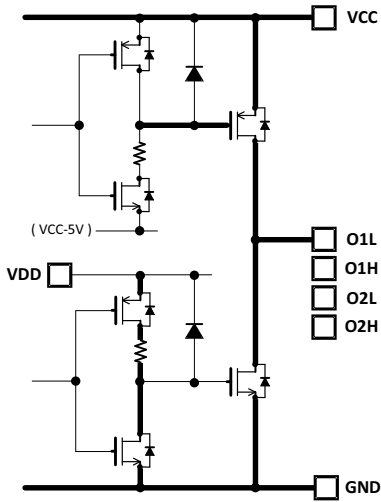 VCC
( VCC-5V )
O1L
O1H
VDD
O2L
O2H
GND